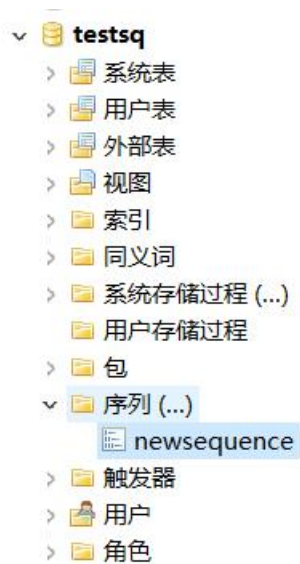 testsq
系统表
用户表
外部表
视图
索引
同义词
系统存储过程 (...)
用户存储过程
包
序列 (...)
newsequence
触发器
用户
角色